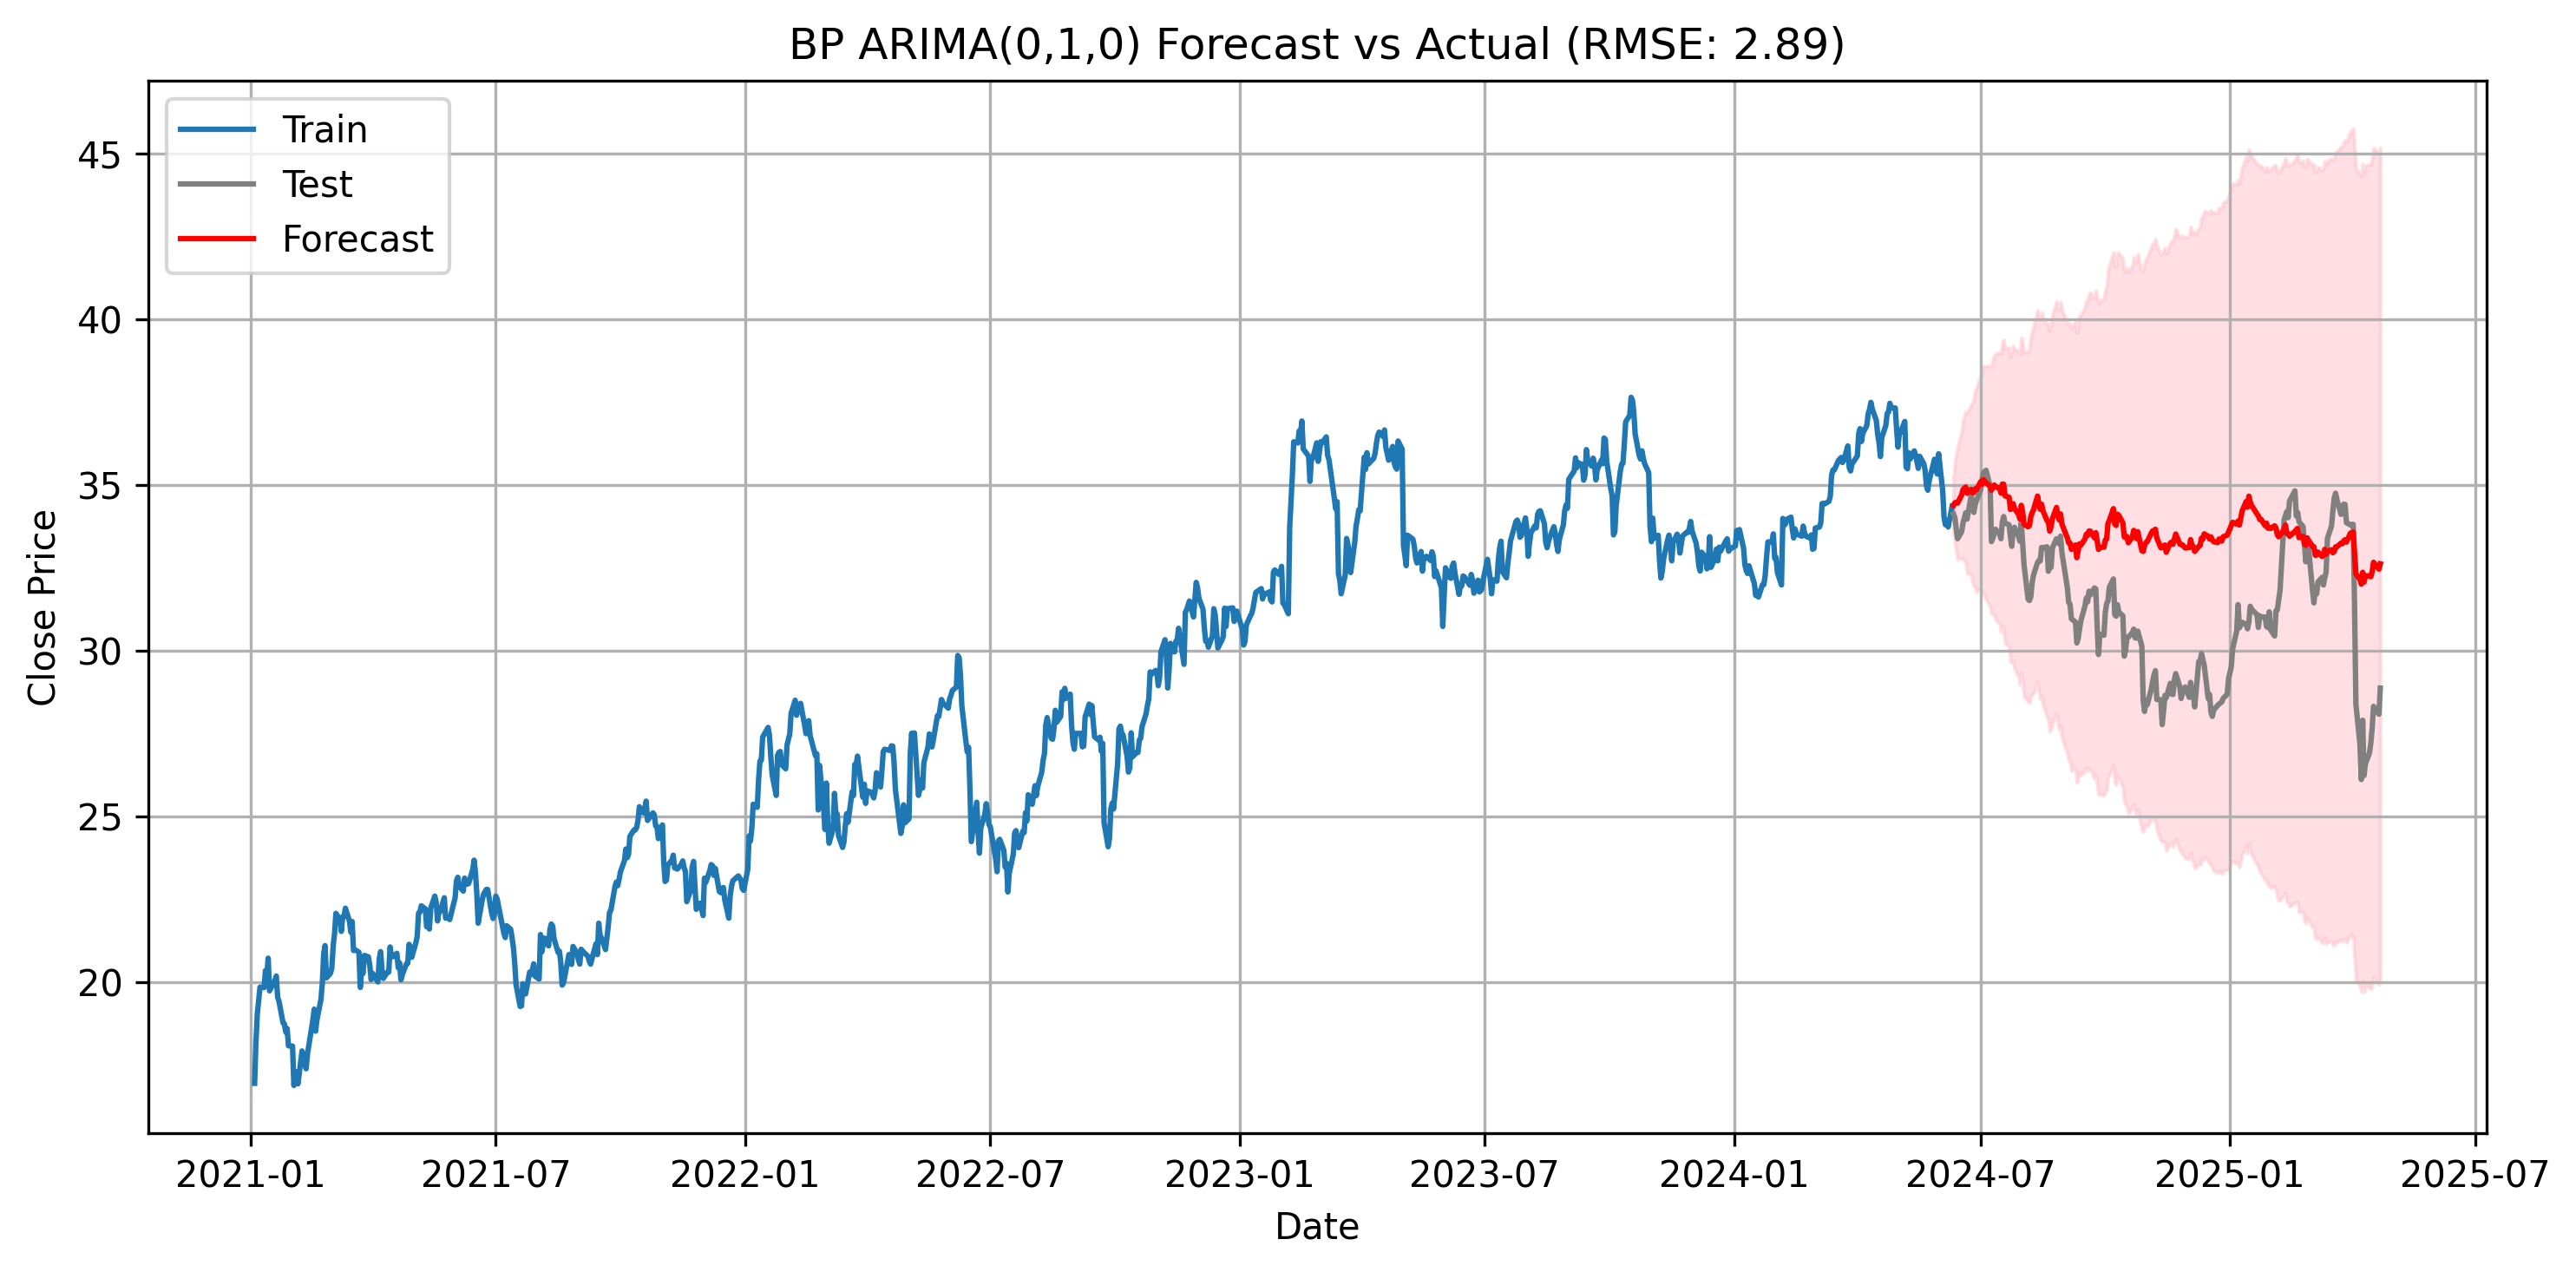 BP ARIMA(0,1,0) Forecast vs Actual (RMSE: 2.89)
Train
Test
Forecast
45
40
35
30
25
20
Close Price
2021-01 2021-07 2022-01 2022-07 2023-01 2023-07 2024-01 2024-07 2025-01 2025-07
Date